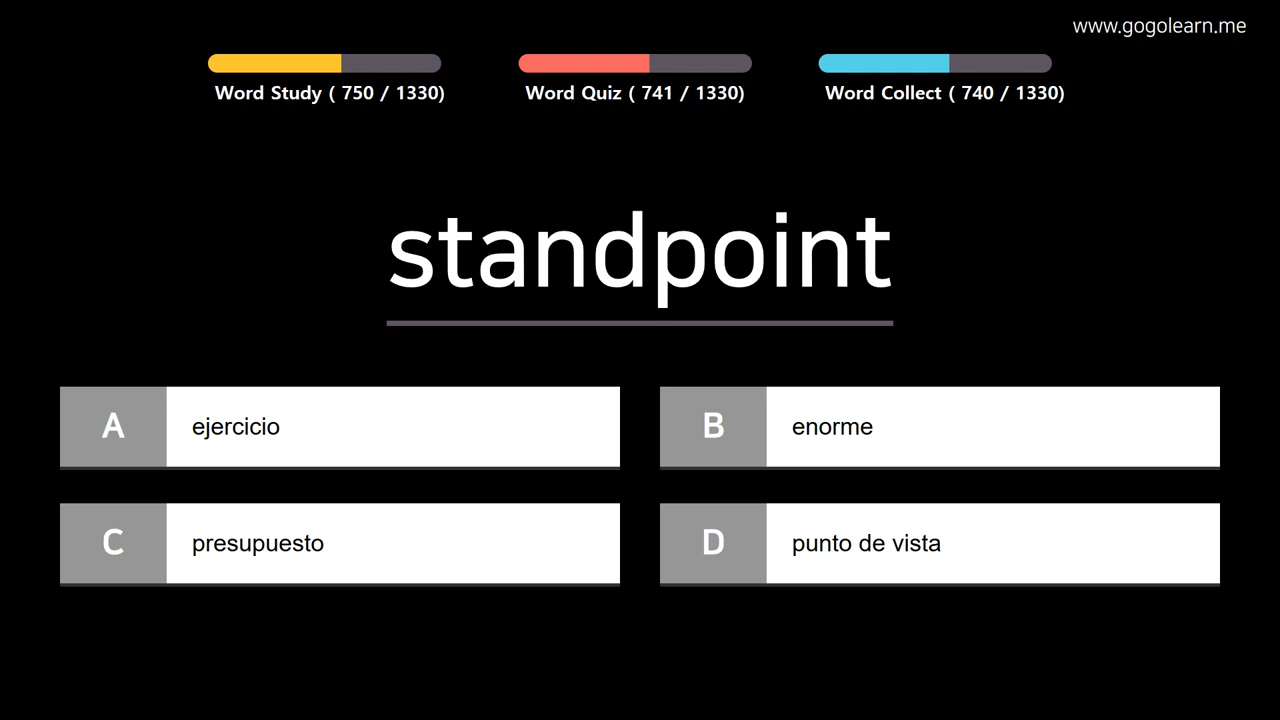 www.gogolearn.me
Word Study ( 750 / 1330)
Word Quiz ( 741 / 1330)
Word Collect ( 740 / 1330)
standpoint
A ejercicio
B enorme
C presupuesto
D punto de vista